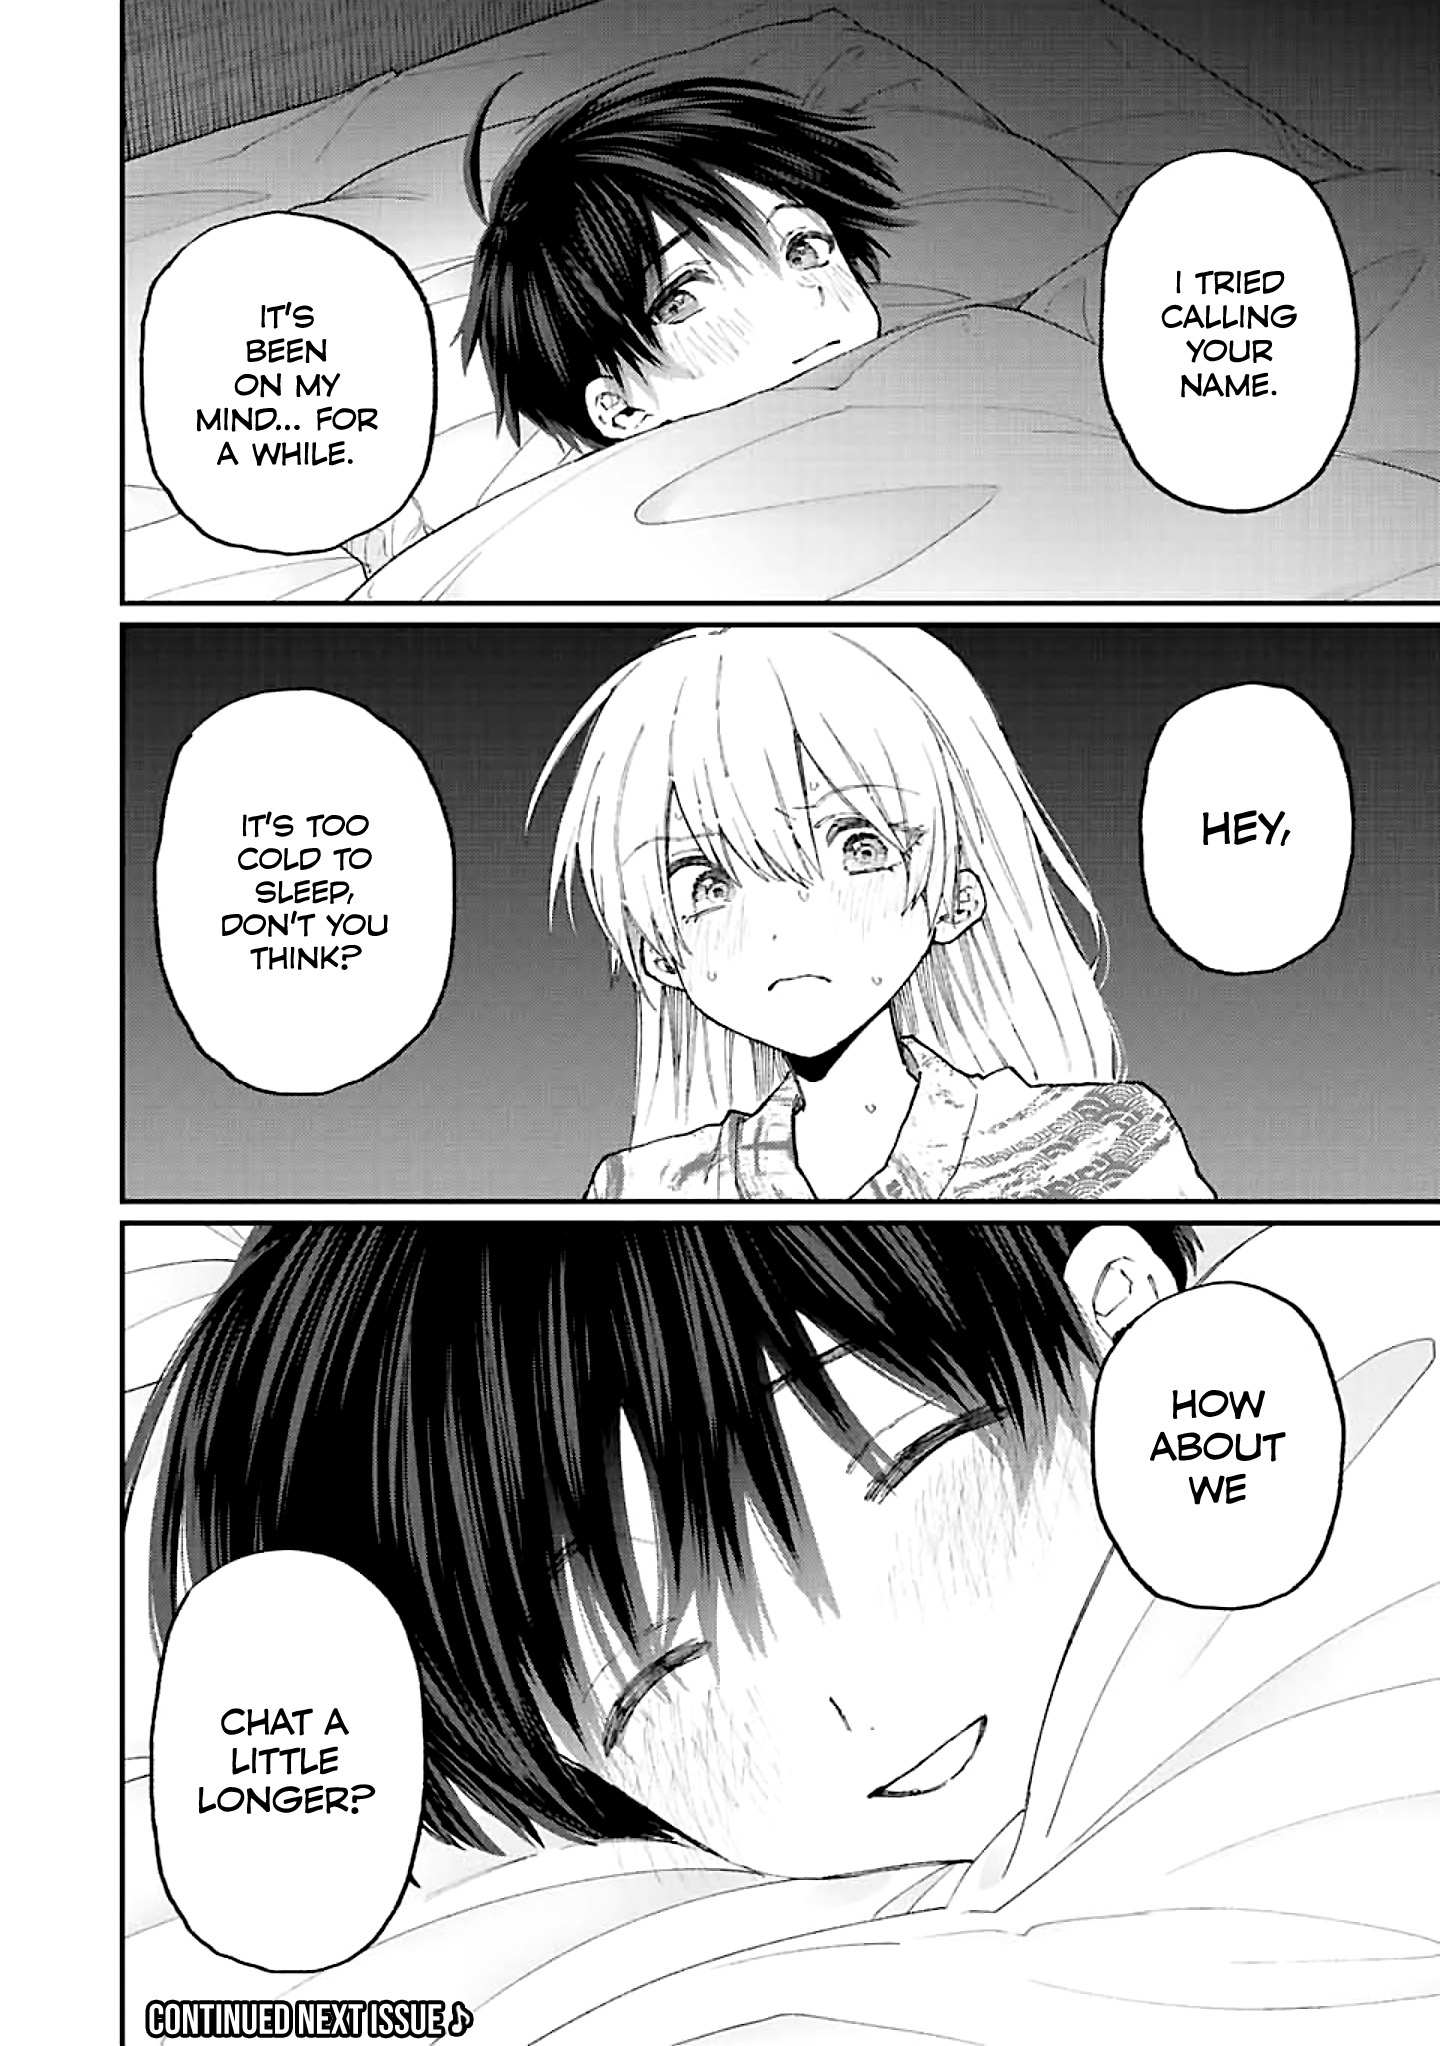 I TRIED
CALLING
YOUR
NAME.
IT'S
BEEN
ON MY
MIND... FOR
A WHILE.
HEY,
IT'S TOO
COLD TO
SLEEP,
DON'T YOU
THINK?
HOW
ABOUT
WE
CHAT A
LITTLE
LONGER?
CONTINUED NEXT ISSUE ♪